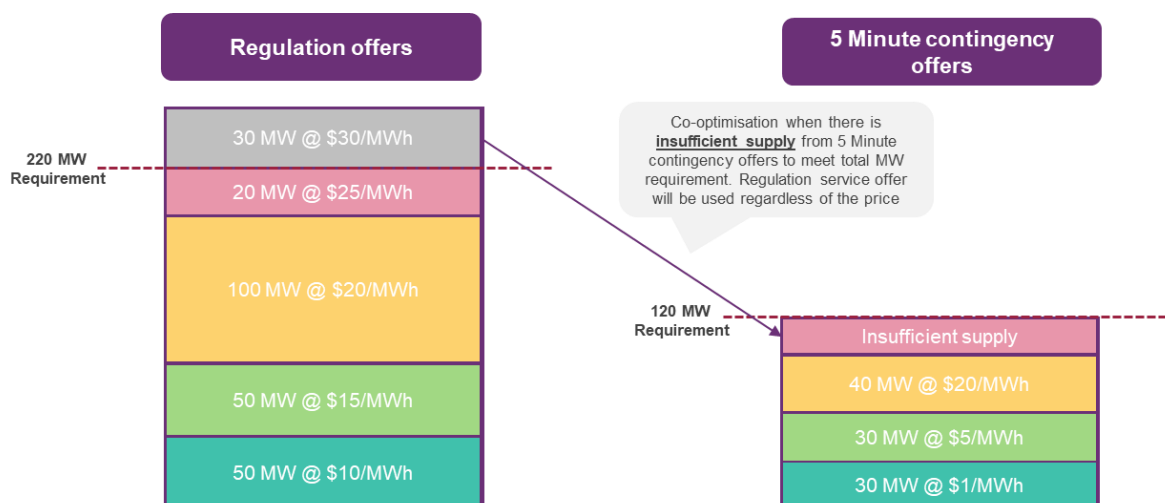 Regulation offers
5 Minute contingency
offers
30 MW @ $30/MWh
220 MW
Requirement
20 MW @ $25/MWh
100 MW @ $20/MWh
50 MW @ $15/MWh
50 MW @ $10/MWh
Co-optimisation when there is
insufficient supply from 5 Minute
contingency offers to meet total MW
requirement. Regulation service offer
will be used regardless of the price
120 MW
Requirement
Insufficient supply
40 MW @ $20/MWh
30 MW @ $5/MWh
30 MW @ $1/MWh